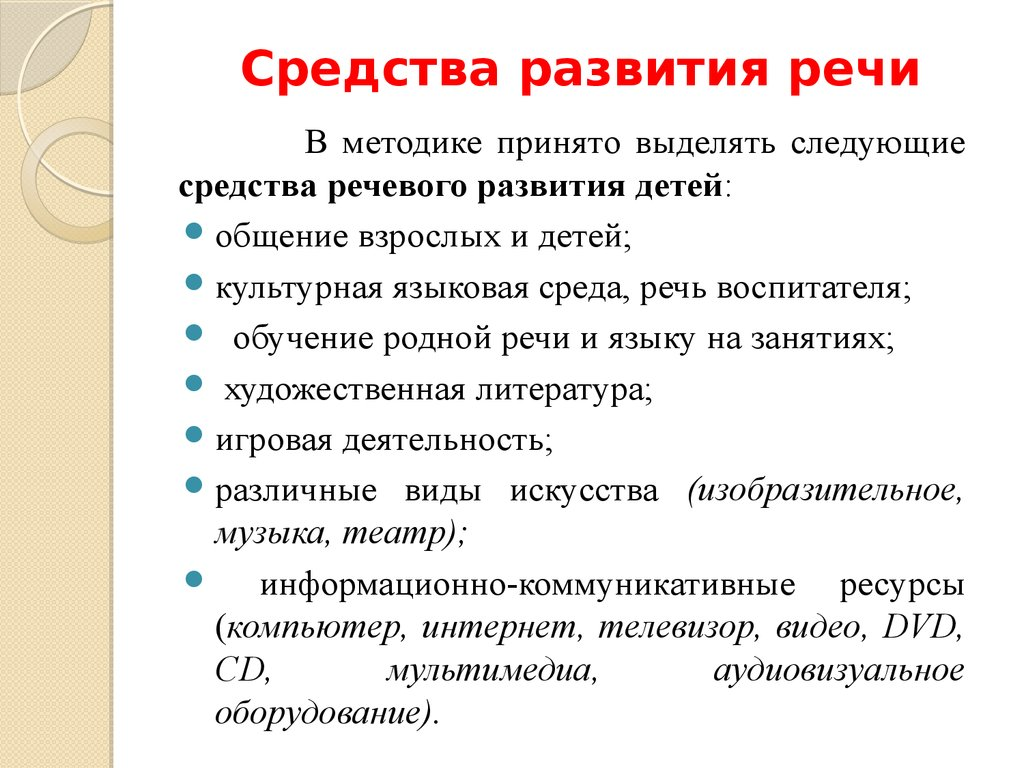 Средства развития речи
В методике принято выделять следующие
средства речевого развития детей:
общение взрослых и детей;
культурная языковая среда, речь воспитателя;
обучение родной речи и языку на занятиях;
художественная литература;
игровая деятельность;
различные виды искусства (изобразительное,
музыка, театр);
информационно-коммуникативные ресурсы
(компьютер, интернет, телевизор, видео, DVD,
CD, мультимедиа, аудиовизуальное
оборудование).